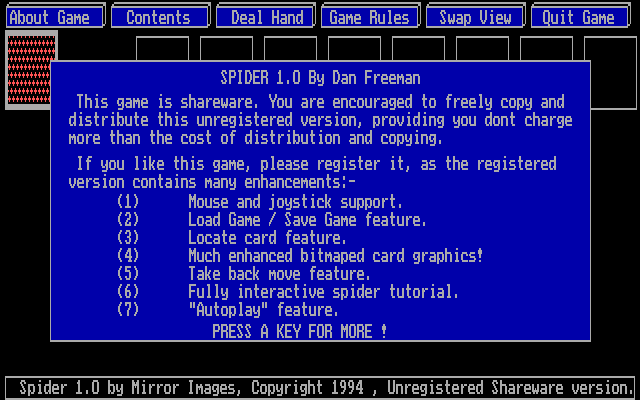 About Game Contents Deal Hand Game Rules Swap View Quit Game
SPIDER 1.0 By Dan Freeman
This game is shareware. You are encouraged to freely copy and
distribute this unregistered version, providing you dont charge
more than the cost of distribution and copying.
If you like this game, please register it, as the registered
version contains many enhancements:-
(1) Mouse and joystick support.
(2) Load Game / Save Game feature.
(3) Locate card feature.
(4) Much enhanced bitmaped card graphics!
(5) Take back move feature.
(6) Fully interactive spider tutorial.
(7) "Autoplay" feature.
PRESS A KEY FOR MORE !
Spider 1.0 by Mirror Images, Copyright 1994 , Unregistered Shareware version.